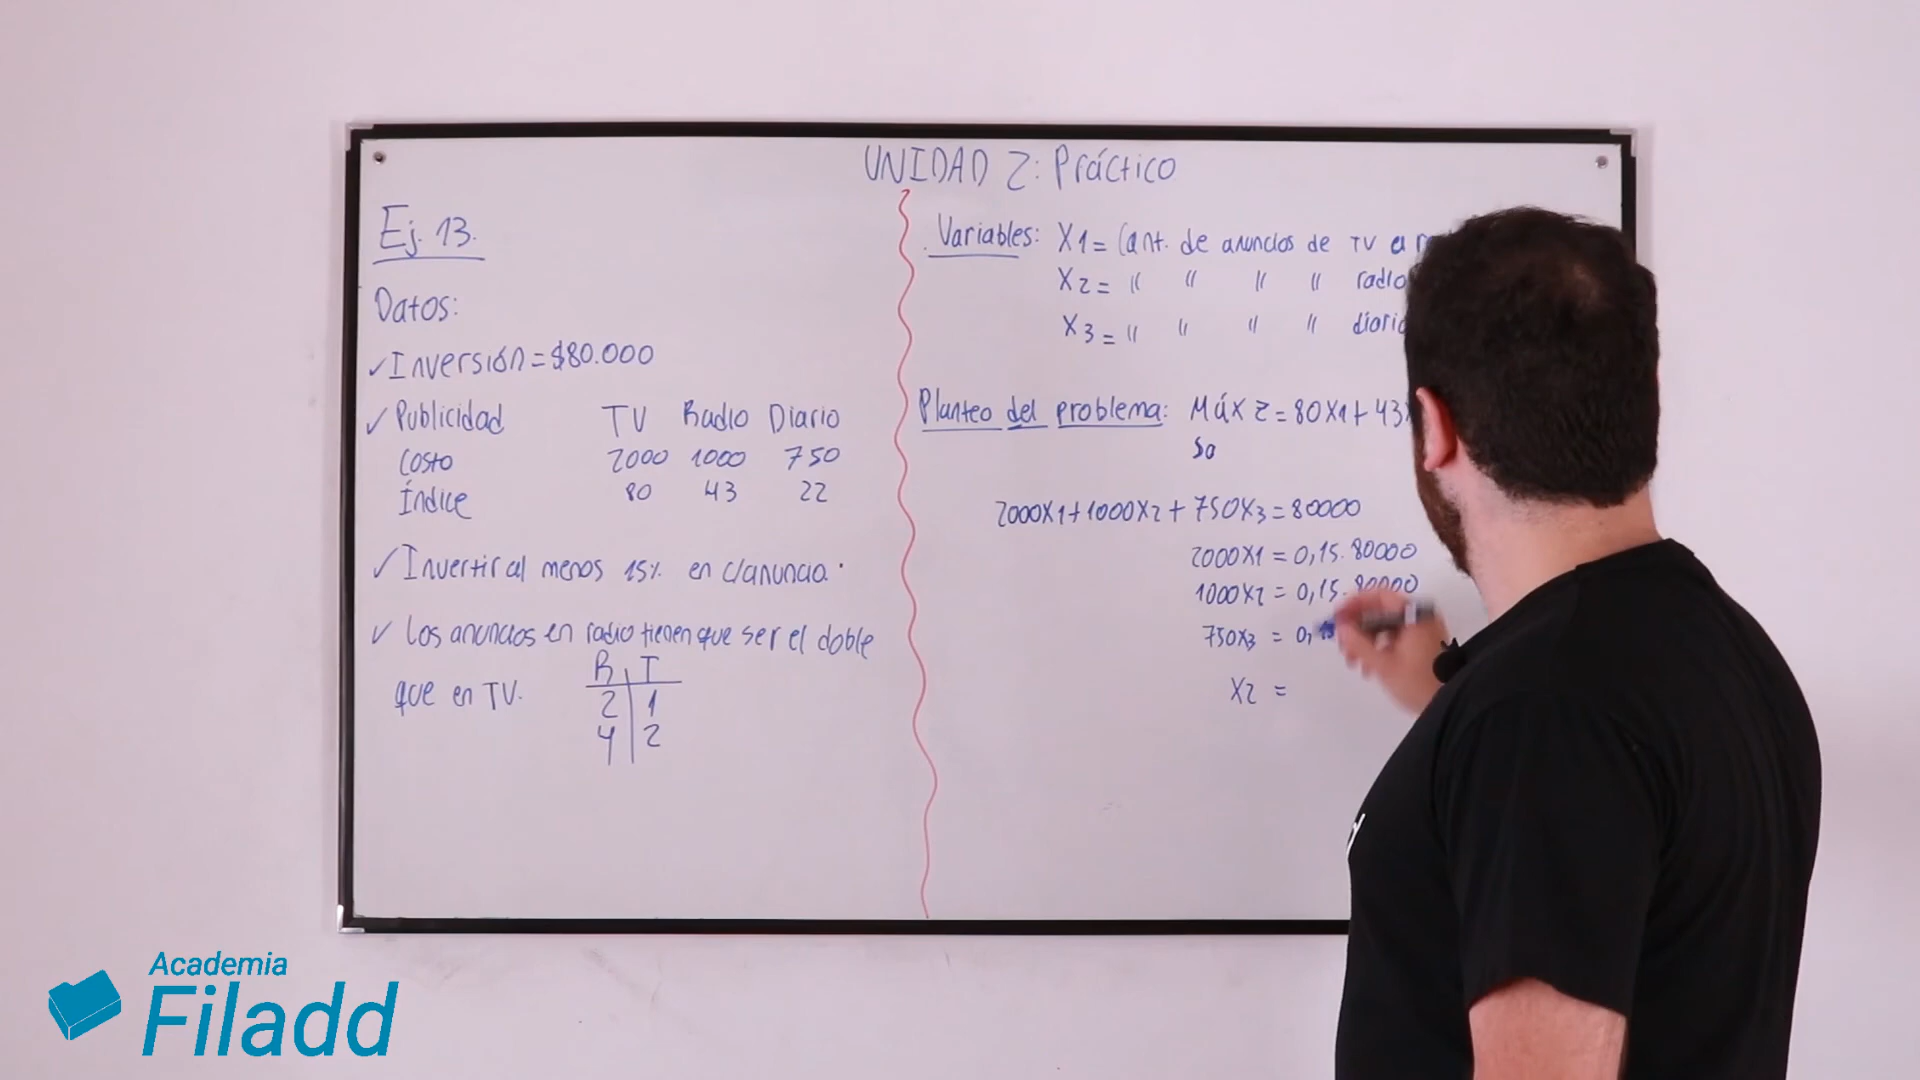 UNIDAD 2: Práctico
Ej. 13.
Datos:
✓ Inversión = $80.000
✓ Publicidad TV Radio Diario
Costo 2000 1000 750
Índice 80 43 22
✓ Invertir al menos 15% en c/anuncio.
✓ Los anuncios en radio tienen que ser el doble
que en TV.
R T
2 1
4 2
Variables: X1 = Cant. de anuncios de TV a
X2 = " " " " radio
X3 = " " " "
Planteo del problema: Máx Z = 80X1 + 43
Sa
2000X1 + 1000X2 + 750X3 = 80000
2000X1 = 0,15. 80000
1000X2 = 0,15. 80000
750X3 = 0,
X2 =
Academia
Filadd